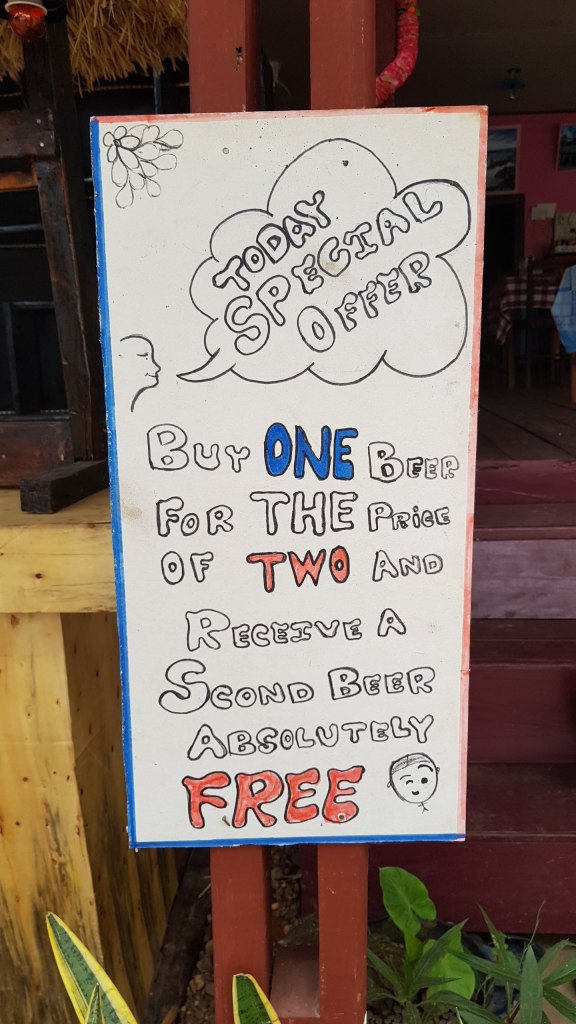 TODAY
SPECIAL
OFFER
BUY ONE BEER
FOR THE PRiCE
OF TWO AND
RECEIVE A
SCOND BEER
ABSOLUTELY
FREE